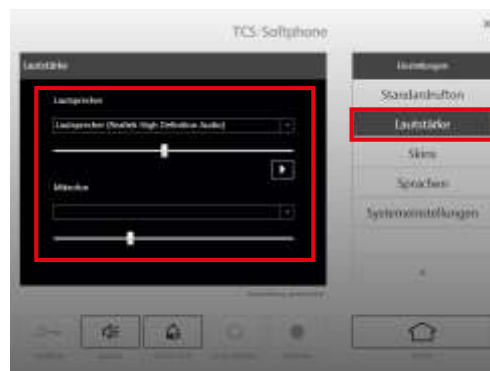 TCS Softphone
Lautstärke
Lautsprecher
Lautsprecher (Realtek High Definition Audio)
Mikrofon
Einstellungen
Standardrufton
Lautstärke
Skins
Sprachen
Systemeinstellungen